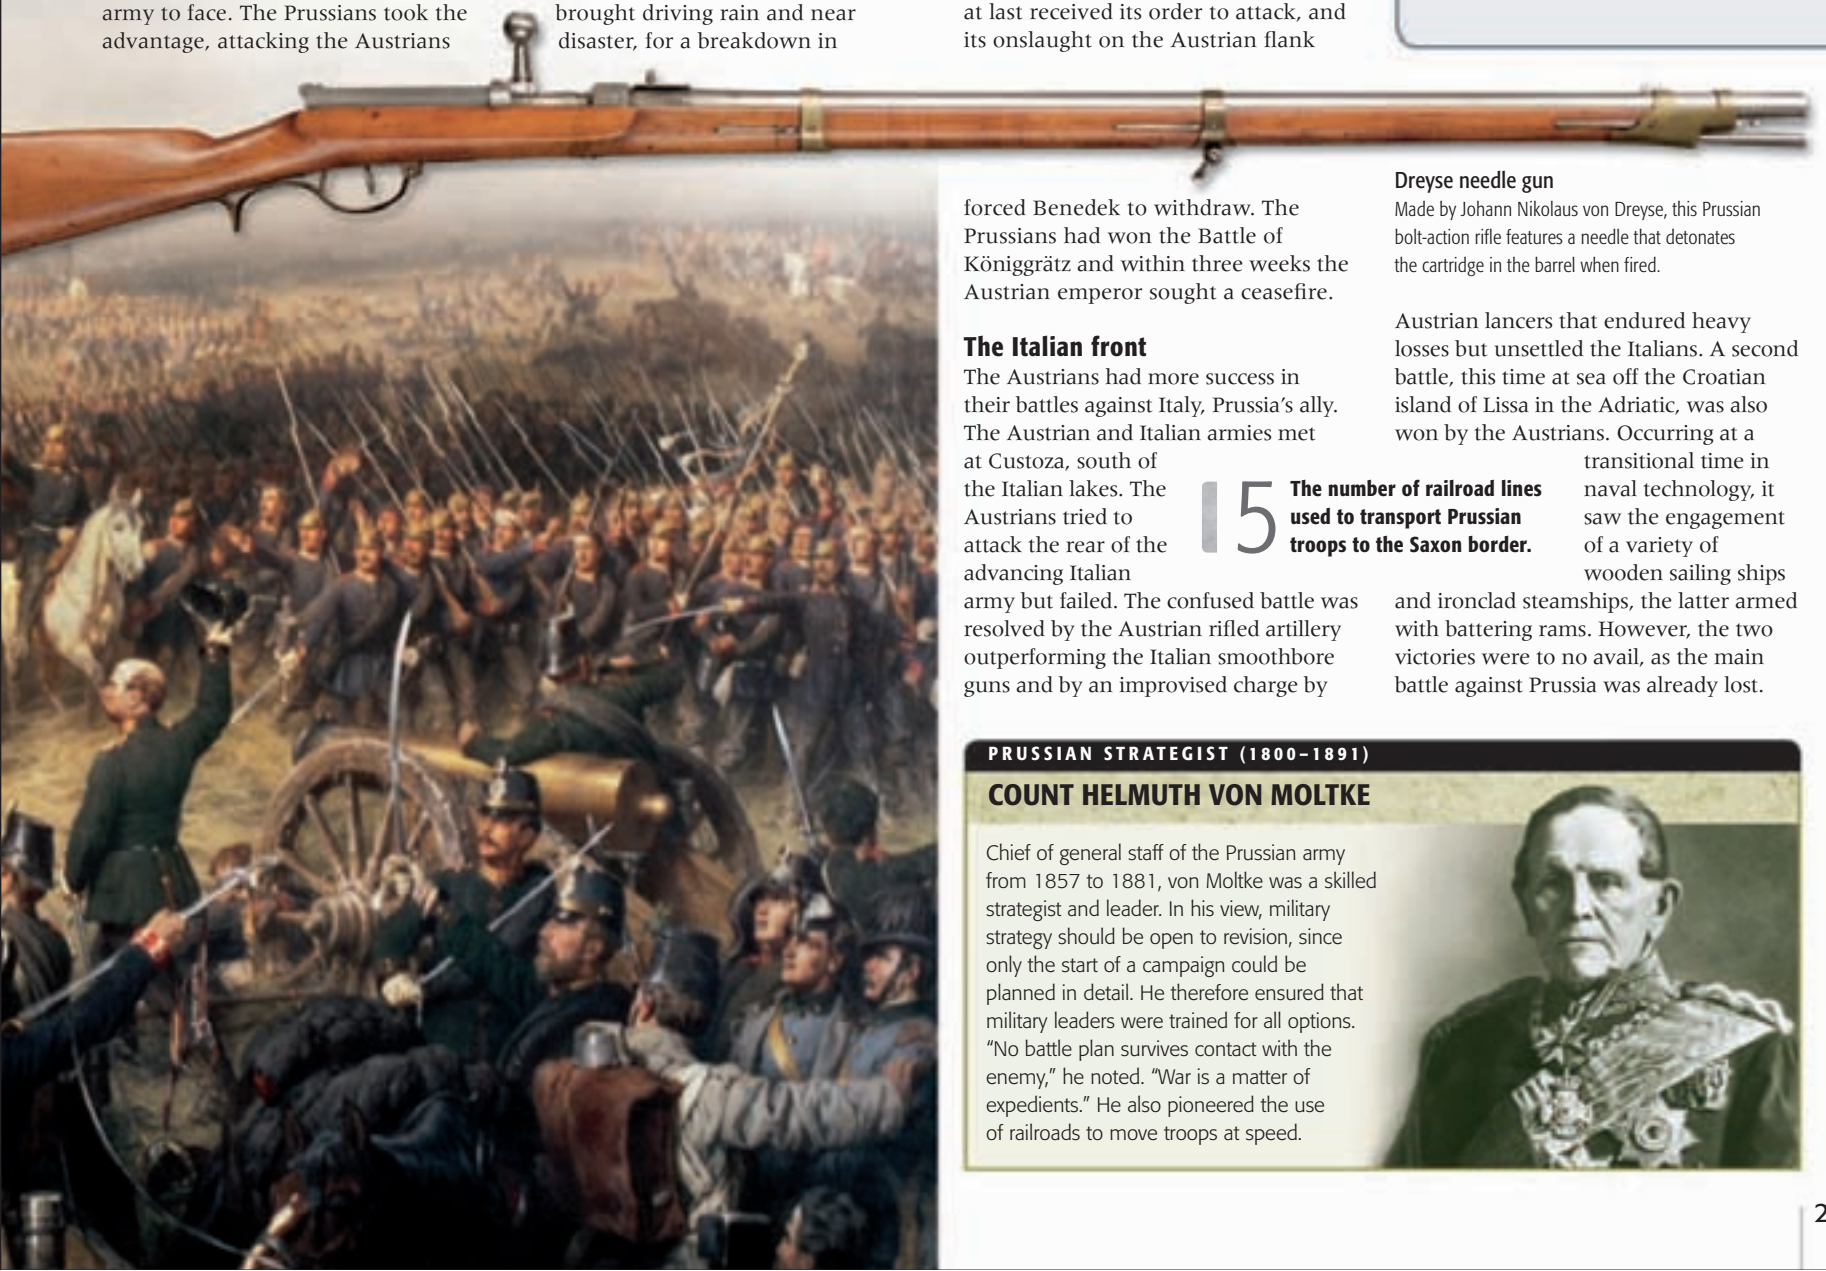 army to face. The Prussians took the
advantage, attacking the Austrians
brought driving rain and near
disaster, for a breakdown in
at last received its order to attack, and
its onslaught on the Austrian flank
forced Benedek to withdraw. The
Prussians had won the Battle of
Königgrätz and within three weeks the
Austrian emperor sought a ceasefire.
The Italian front
The Austrians had more success in
their battles against Italy, Prussia’s ally.
The Austrian and Italian armies met
at Custoza, south of
the Italian lakes. The
Austrians tried to
attack the rear of the
advancing Italian
army but failed. The confused battle was
resolved by the Austrian rifled artillery
outperforming the Italian smoothbore
guns and by an improvised charge by
5
The number of railroad lines
used to transport Prussian
troops to the Saxon border.
Dreyse needle gun
Made by Johann Nikolaus von Dreyse, this Prussian
bolt-action rifle features a needle that detonates
the cartridge in the barrel when fired.
Austrian lancers that endured heavy
losses but unsettled the Italians. A second
battle, this time at sea off the Croatian
island of Lissa in the Adriatic, was also
won by the Austrians. Occurring at a
transitional time in
naval technology, it
saw the engagement
of a variety of
wooden sailing ships
and ironclad steamships, the latter armed
with battering rams. However, the two
victories were to no avail, as the main
battle against Prussia was already lost.
PRUSSIAN STRATEGIST (1800–1891)
COUNT HELMUTH VON MOLTKE
Chief of general staff of the Prussian army
from 1857 to 1881, von Moltke was a skilled
strategist and leader. In his view, military
strategy should be open to revision, since
only the start of a campaign could be
planned in detail. He therefore ensured that
military leaders were trained for all options.
“No battle plan survives contact with the
enemy,” he noted. “War is a matter of
expedients.” He also pioneered the use
of railroads to move troops at speed.